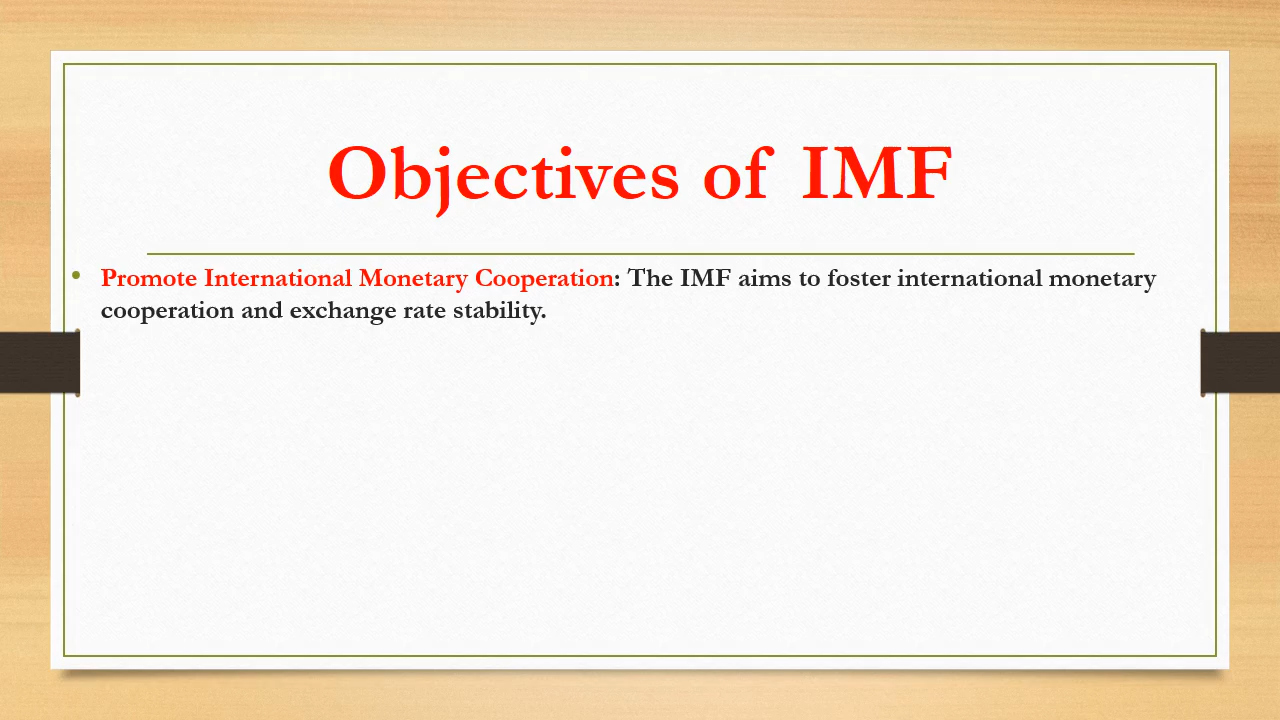 Objectives of IMF
• Promote International Monetary Cooperation: The IMF aims to foster international monetary
cooperation and exchange rate stability.